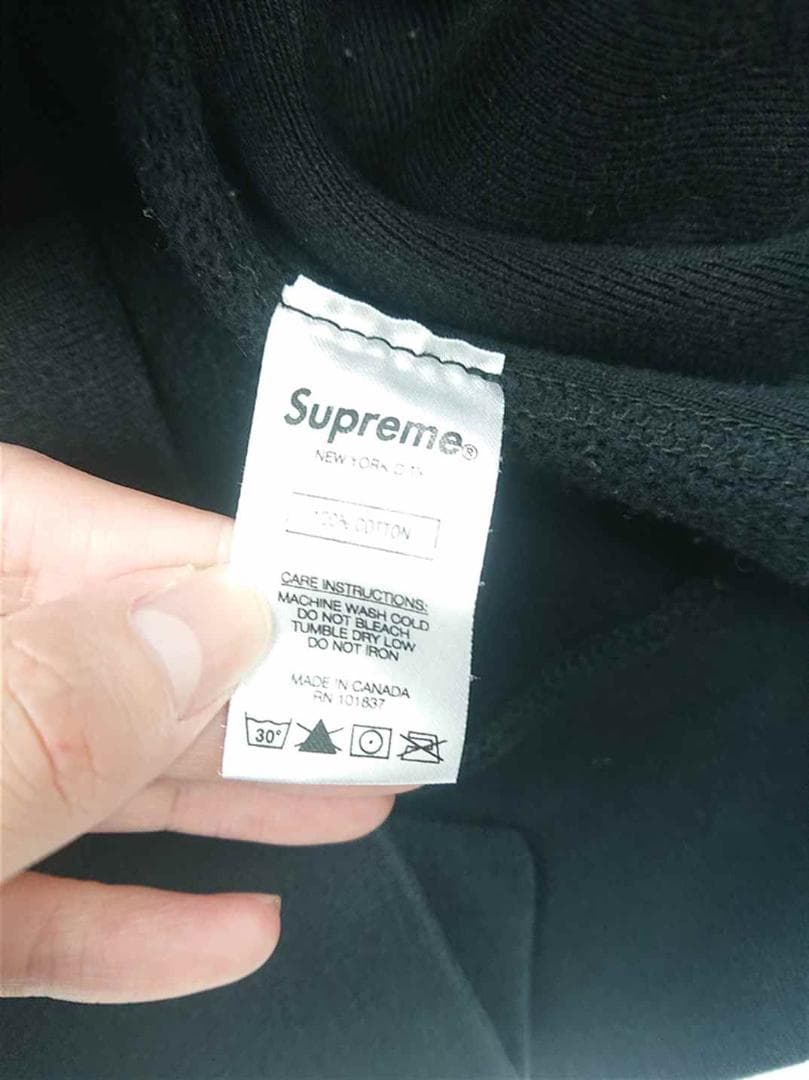 Supreme®
NEW YORK CITY
100% COTTON
CARE INSTRUCTIONS:
MACHINE WASH COLD
DO NOT BLEACH
TUMBLE DRY LOW
DO NOT IRON
MADE IN CANADA
RN 101837
30°